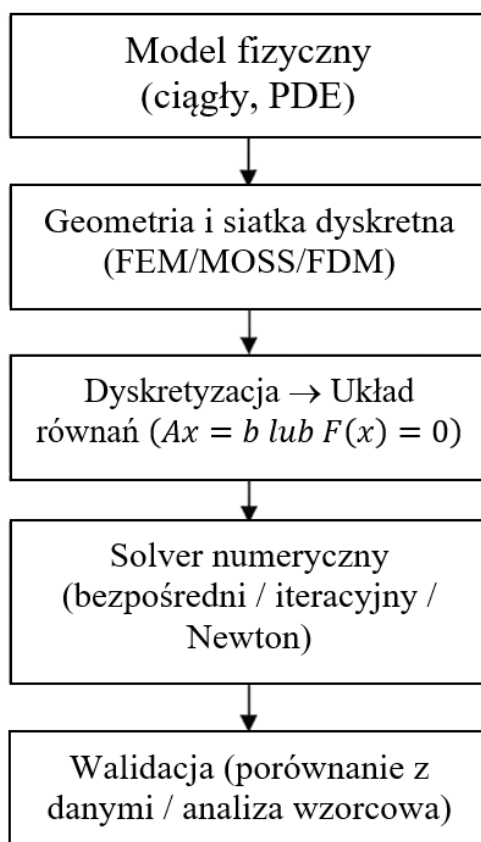 Model fizyczny
(ciągły, PDE)
Geometria i siatka dyskretna
(FEM/MOSS/FDM)
Dyskretyzacja → Układ
równań (Ax = b lub F(x) = 0)
Solver numeryczny
(bezpośredni / iteracyjny /
Newton)
Walidacja (porównanie z
danymi / analiza wzorcowa)